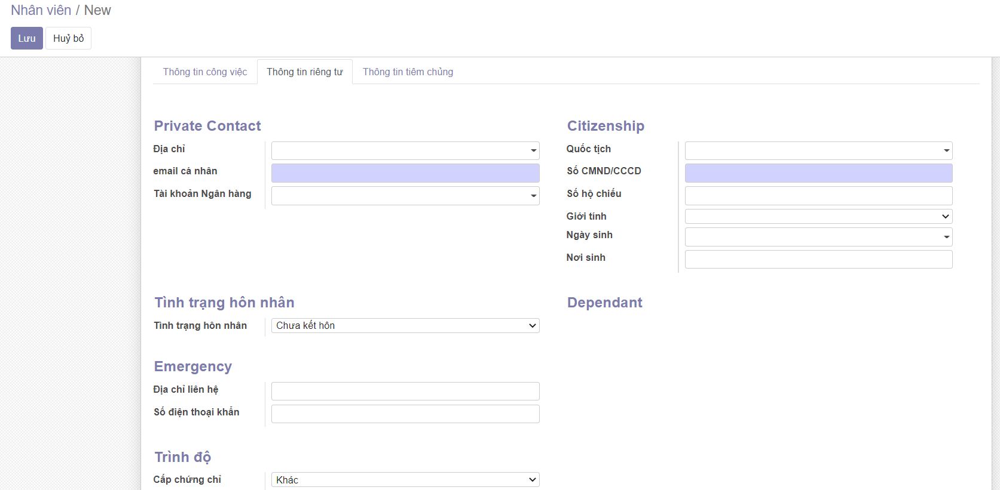 Nhân viên / New
Lưu Huỷ bỏ
Thông tin công việc Thông tin riêng tư Thông tin tiêm chủng
Private Contact
Địa chỉ
email cá nhân
Tài khoản Ngân hàng
Citizenship
Quốc tịch
Số CMND/CCCD
Số hộ chiếu
Giới tính
Ngày sinh
Nơi sinh
Tình trạng hôn nhân
Tình trạng hôn nhân Chưa kết hôn
Dependant
Emergency
Địa chỉ liên hệ
Số điện thoại khẩn
Trình độ
Cấp chứng chỉ Khác